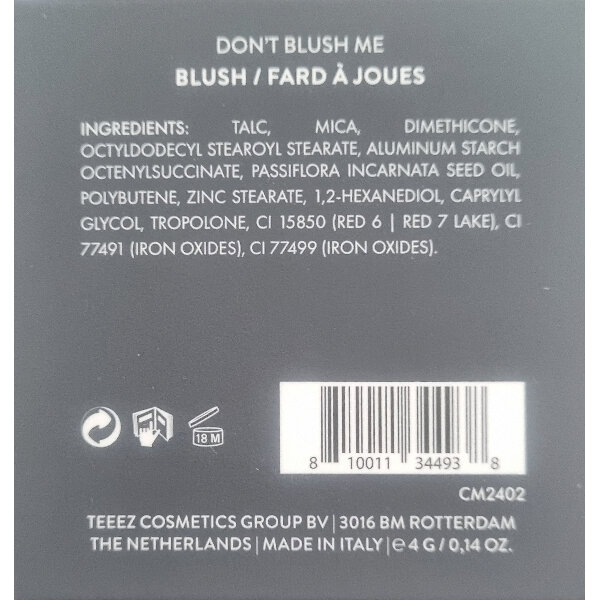 DON'T BLUSH ME
BLUSH / FARD À JOUES
INGREDIENTS: TALC, MICA, DIMETHICONE,
OCTYLDODECYL STEAROYL STEARATE, ALUMINUM STARCH
OCTENYLSUCCINATE, PASSIFLORA INCARNATA SEED OIL,
POLYBUTENE, ZINC STEARATE, 1,2-HEXANEDIOL, CAPRYLYL
GLYCOL, TROPOLONE, CI 15850 (RED 6 | RED 7 LAKE), CI
77491 (IRON OXIDES), CI 77499 (IRON OXIDES).
18 M
8 10011 34493 8
CM2402
TEEEZ COSMETICS GROUP BV | 3016 BM ROTTERDAM
THE NETHERLANDS | MADE IN ITALY | ℮ 4 G / 0,14 OZ.